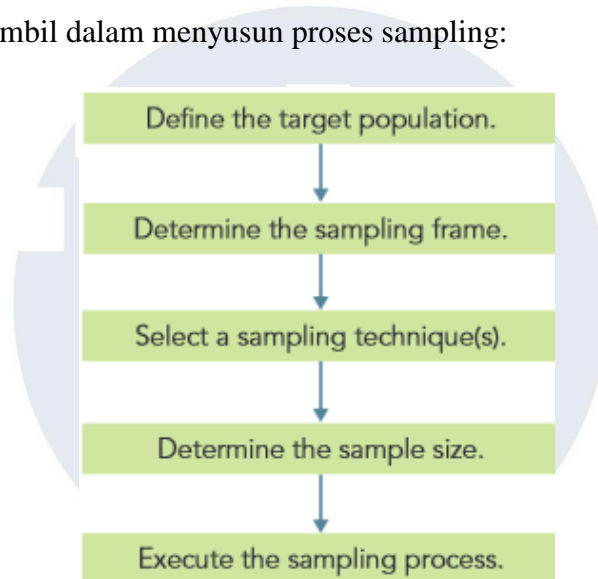 mbil dalam menyusun proses sampling:
Define the target population.
Determine the sampling frame.
Select a sampling technique(s).
Determine the sample size.
Execute the sampling process.